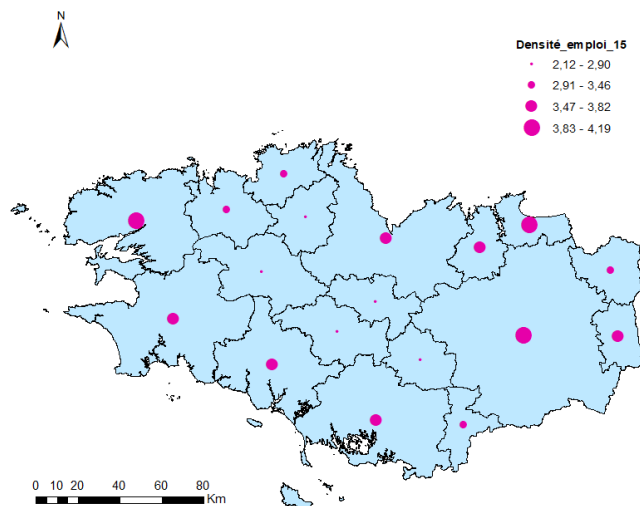 N
Densité_emploi_15
2,12 - 2,90
2,91 - 3,46
3,47 - 3,82
3,83 - 4,19
0 10 20 40 60 80
Km